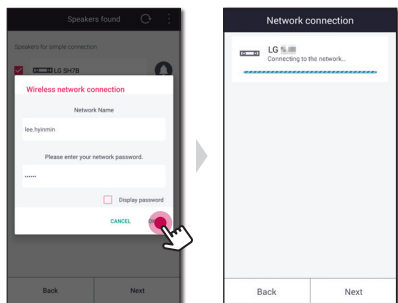 Speakers found
Speakers for simple connection
LG SH7B
Wireless network connection
Network Name
lee.hyinmin
Please enter your network password.
······
Display password
CANCEL
Back
Next
Network connection
LG
Connecting to the network...
Back
Next